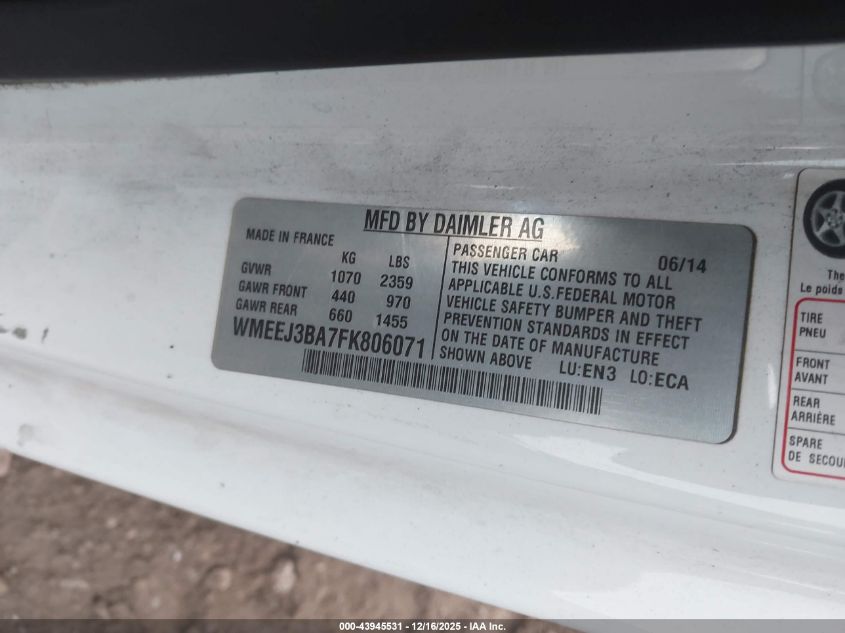 MFD BY DAIMLER AG
MADE IN FRANCE
KG LBS
GVWR 1070 2359
GAWR FRONT 440 970
GAWR REAR 660 1455
WMEEJ3BA7FK806071
PASSENGER CAR 06/14
THIS VEHICLE CONFORMS TO ALL
APPLICABLE U.S.FEDERAL MOTOR
VEHICLE SAFETY BUMPER AND THEFT
PREVENTION STANDARDS IN EFFECT
ON THE DATE OF MANUFACTURE
SHOWN ABOVE LU:EN3 LO:ECA
The
Le poids
TIRE
PNEU
FRONT
AVANT
REAR
ARRIÈRE
SPARE
DE SECOU
000-43945531 - 12/16/2025 - IAA Inc.